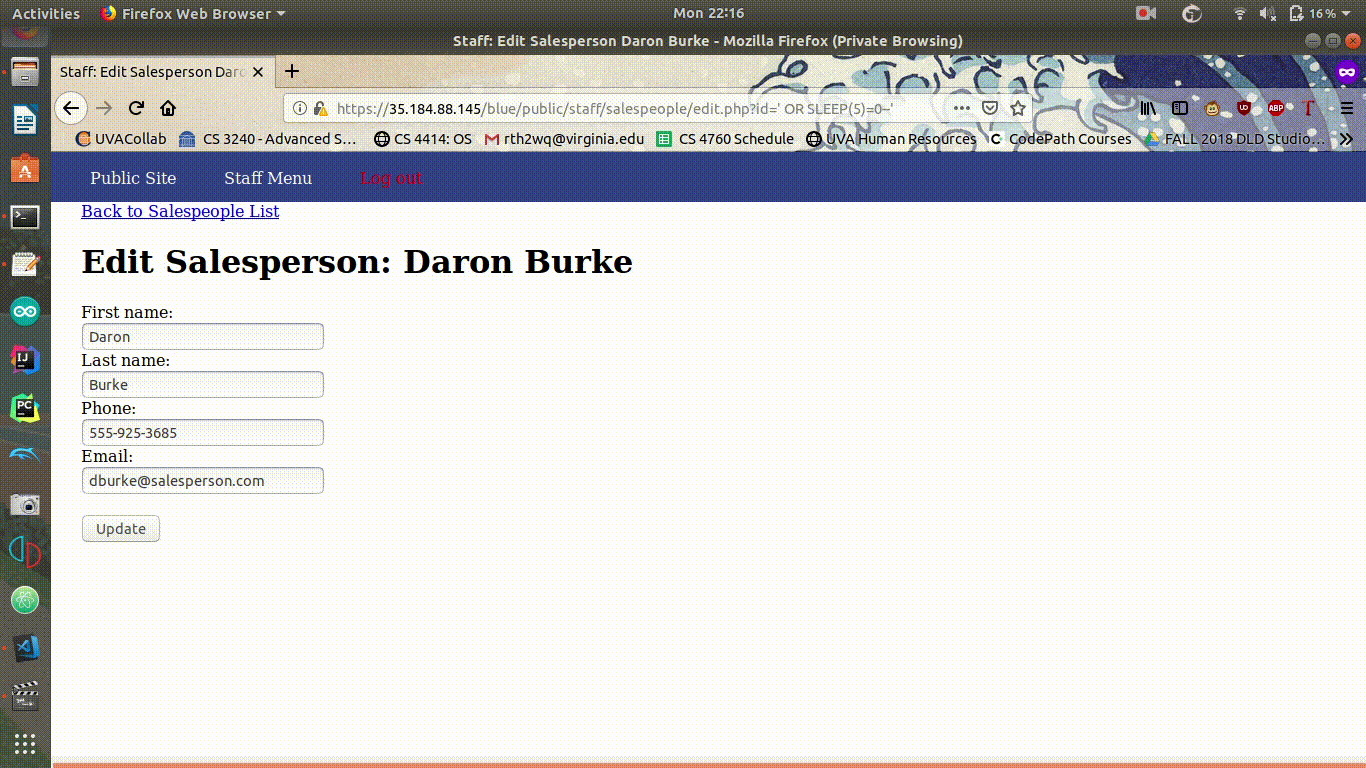 Activities Firefox Web Browser Mon 22:16 16%
Staff: Edit Salesperson Daron Burke - Mozilla Firefox (Private Browsing)
Staff: Edit Salesperson Daro
https://35.184.88.145/blue/public/staff/salespeople/edit.php?id=' OR SLEEP(5)=0--'
UVACollab CS 3240 - Advanced S… CS 4414: OS rth2wq@virginia.edu CS 4760 Schedule UVA Human Resources CodePath Courses FALL 2018 DLD Studio…
Public Site Staff Menu Log out
Back to Salespeople List
Edit Salesperson: Daron Burke
First name:
Daron
Last name:
Burke
Phone:
555-925-3685
Email:
dburke@salesperson.com
Update